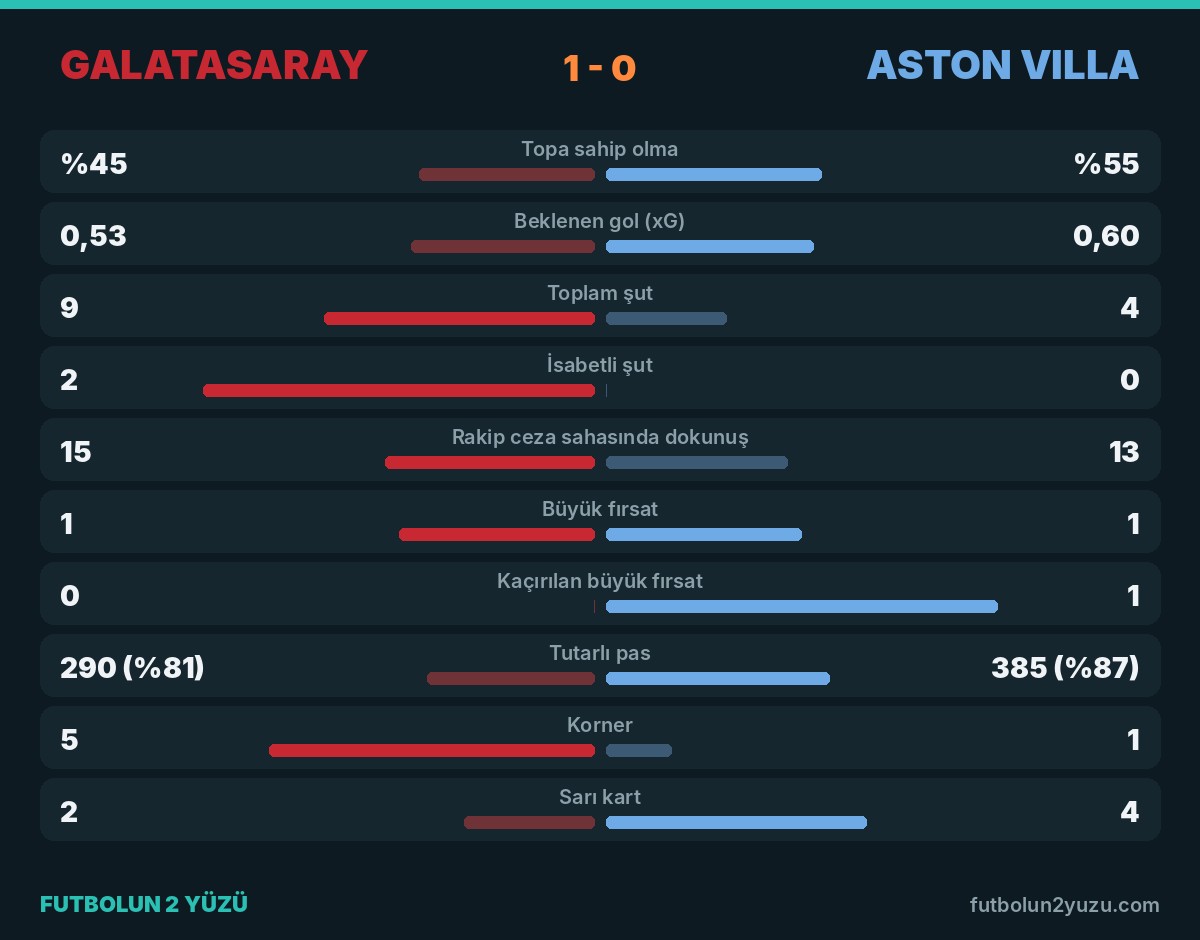 GALATASARAY 1 - 0 ASTON VILLA
Topa sahip olma
%45 %55
Beklenen gol (xG)
0,53 0,60
Toplam şut
9 4
İsabetli şut
2 0
Rakip ceza sahasında dokunuş
15 13
Büyük fırsat
1 1
Kaçırılan büyük fırsat
0 1
Tutarlı pas
290 (%81) 385 (%87)
Korner
5 1
Sarı kart
2 4
FUTBOLUN 2 YÜZÜ futbolun2yuzu.com